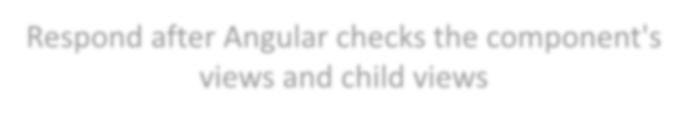 Respond after Angular checks the component's
views and child views